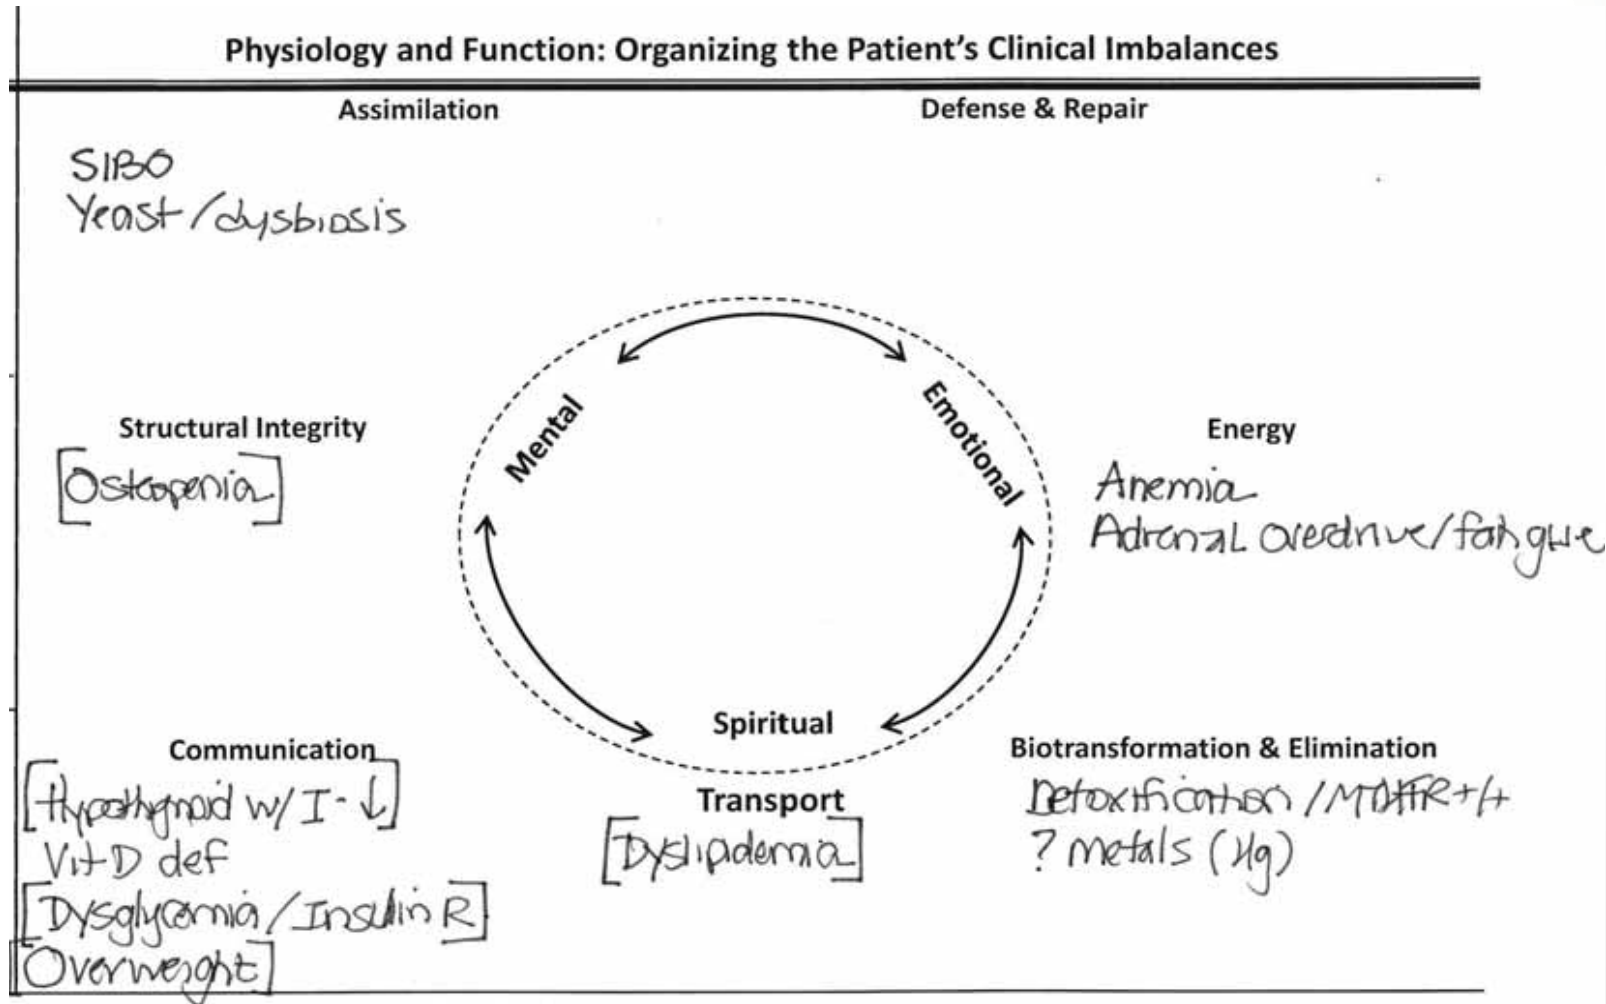 Physiology and Function: Organizing the Patient's Clinical Imbalances
Assimilation
SIBO
Yeast/dysbiosis
Defense & Repair
Mental
Emotional
Spiritual
Structural Integrity
[Osteopenia]
Energy
Anemia
Adrenal overdrive/fatigue
Communication
[Hypothyroid w/ I- ↓]
Vit D def
[Dysglycemia/Insulin R]
[Overweight]
Transport
[Dyslipidemia]
Biotransformation & Elimination
Detoxification/MTHFR+/+
? metals (Hg)